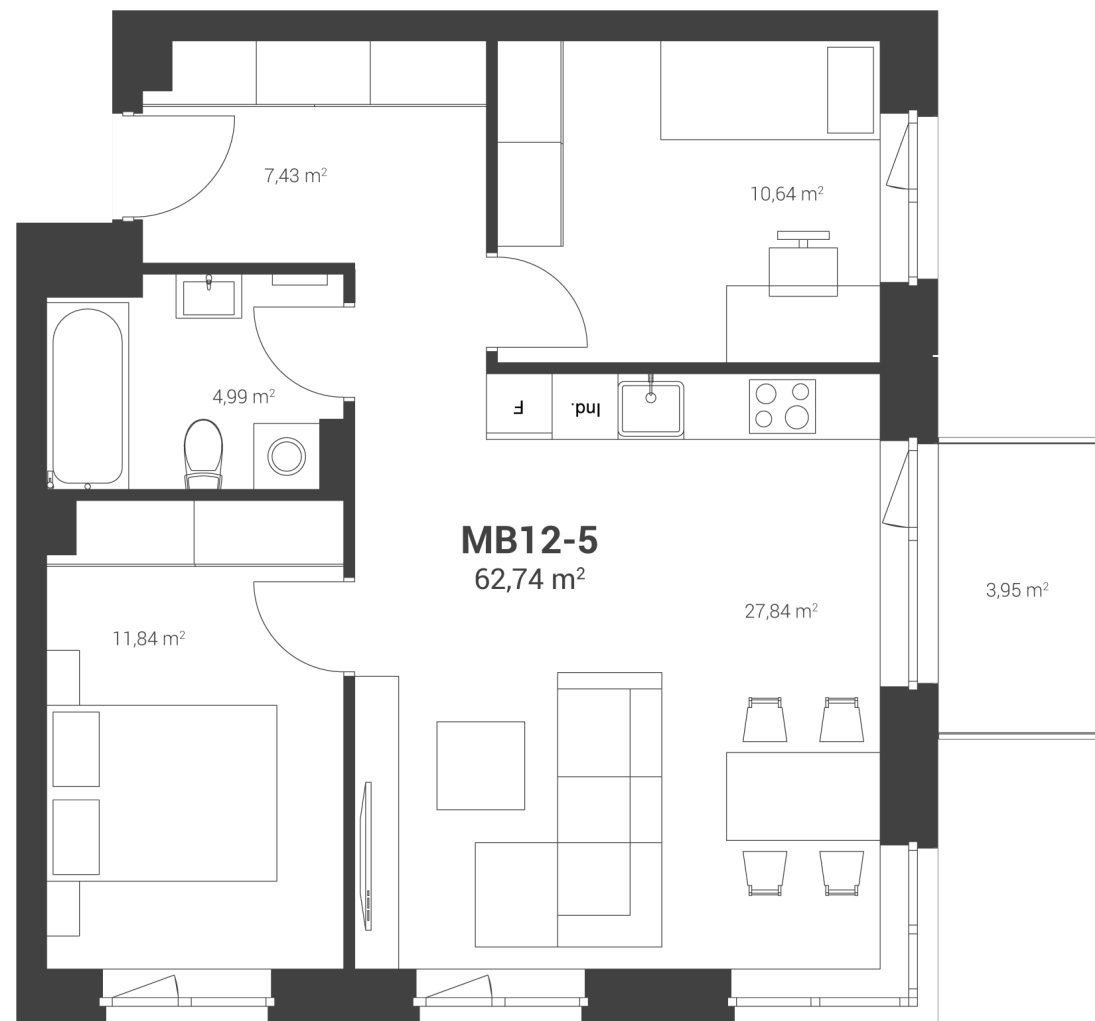 7,43 m²
10,64 m²
4,99 m²
F
Ind.
MB12-5
62,74 m²
27,84 m²
3,95 m²
11,84 m²